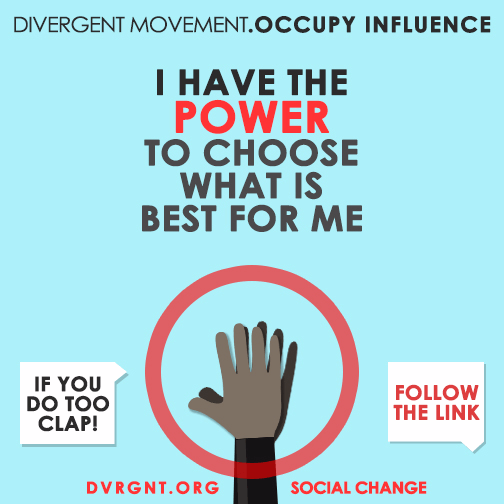 DIVERGENT MOVEMENT.OCCUPY INFLUENCE
I HAVE THE
POWER
TO CHOOSE
WHAT IS
BEST FOR ME
IF YOU
DO TOO
CLAP!
FOLLOW
THE LINK
DVRGNT.ORG
SOCIAL CHANGE